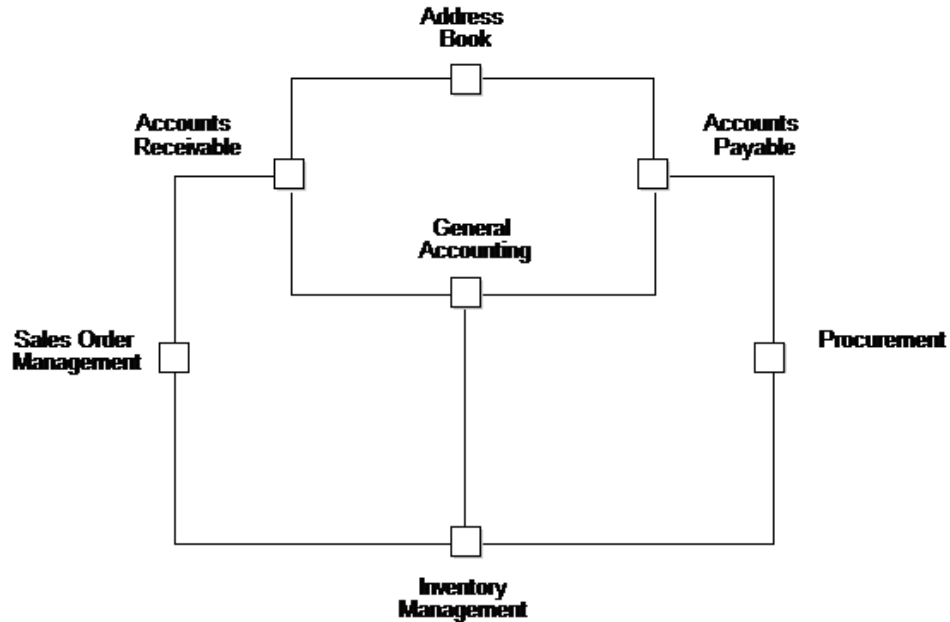 Address
Book
Accounts
Receivable
Accounts
Payable
General
Accounting
Sales Order
Management
Procurement
Inventory
Management